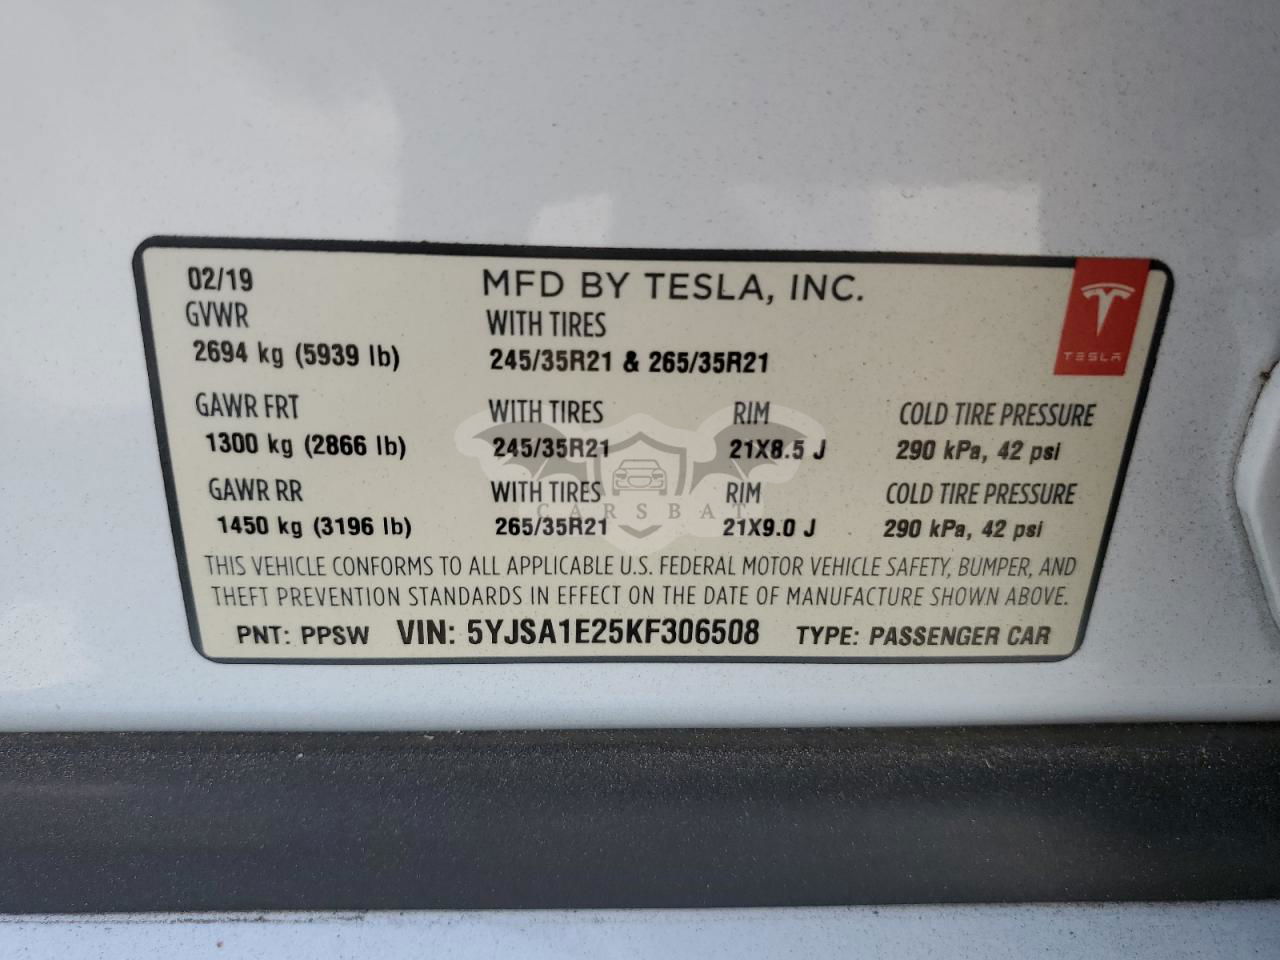 02/19 MFD BY TESLA, INC.
GVWR WITH TIRES
2694 kg (5939 lb) 245/35R21 & 265/35R21
TESLA
GAWR FRT WITH TIRES RIM COLD TIRE PRESSURE
1300 kg (2866 lb) 245/35R21 21X8.5 J 290 kPa, 42 psi
GAWR RR WITH TIRES RIM COLD TIRE PRESSURE
CARSBAT
1450 kg (3196 lb) 265/35R21 21X9.0 J 290 kPa, 42 psi
THIS VEHICLE CONFORMS TO ALL APPLICABLE U.S. FEDERAL MOTOR VEHICLE SAFETY, BUMPER, AND
THEFT PREVENTION STANDARDS IN EFFECT ON THE DATE OF MANUFACTURE SHOWN ABOVE.
PNT: PPSW VIN: 5YJSA1E25KF306508 TYPE: PASSENGER CAR